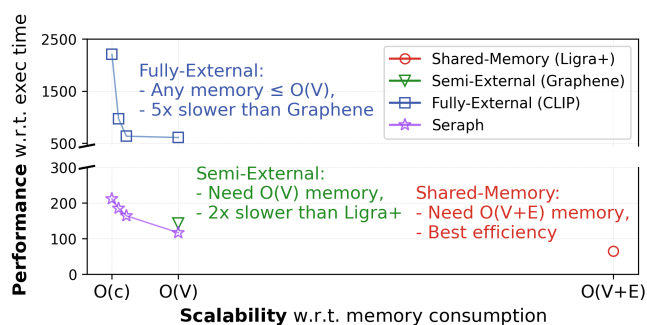 Performance w.r.t. exec time
2500
1500
500
300
200
100
0
Fully-External:
- Any memory ≤ O(V),
- 5x slower than Graphene
Shared-Memory (Ligra+)
Semi-External (Graphene)
Fully-External (CLIP)
Seraph
Semi-External:
- Need O(V) memory,
- 2x slower than Ligra+
Shared-Memory:
- Need O(V+E) memory,
- Best efficiency
O(c)
O(V)
O(V+E)
Scalability w.r.t. memory consumption